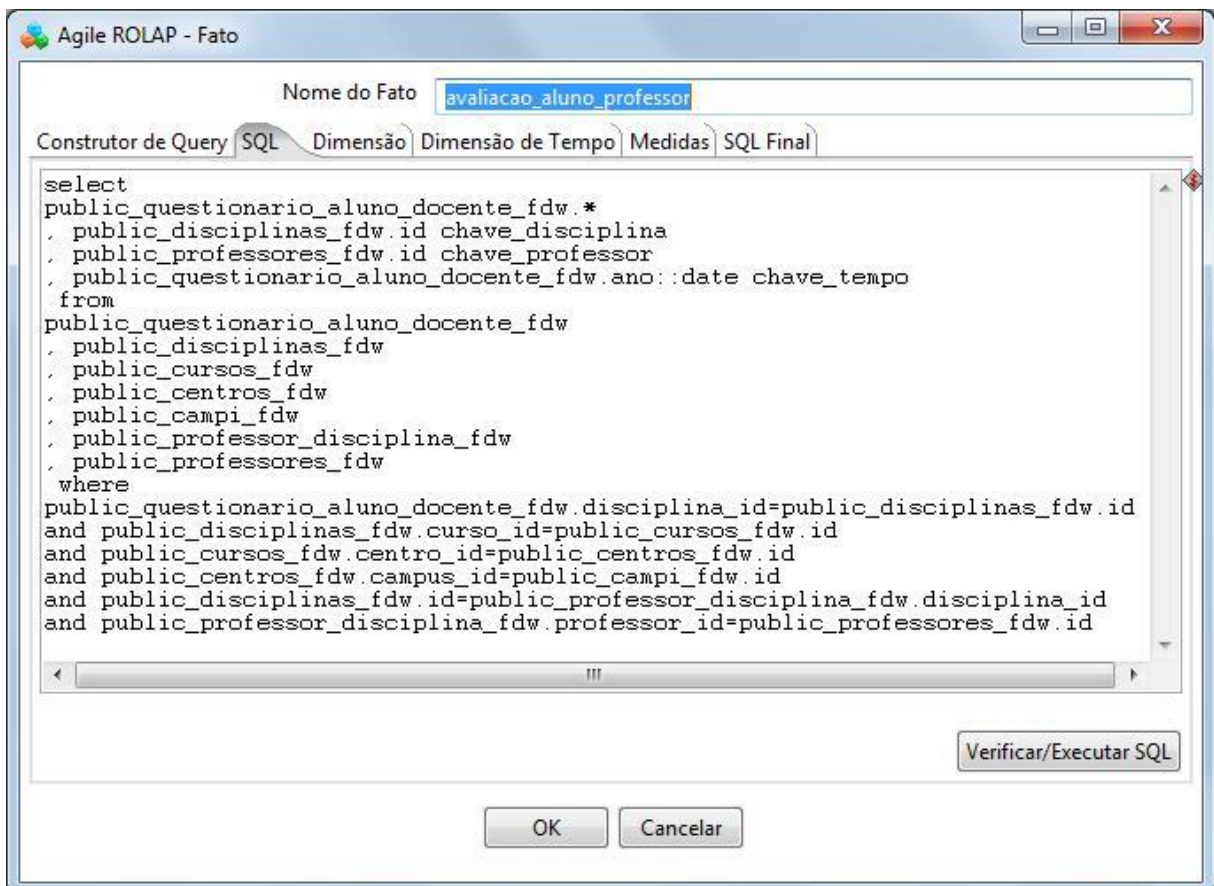 Agile ROLAP - Fato
Nome do Fato avaliacao_aluno_professor
Construtor de Query SQL Dimensão Dimensão de Tempo Medidas SQL Final
select
public_questionario_aluno_docente_fdw.*
, public_disciplinas_fdw.id chave_disciplina
, public_professores_fdw.id chave_professor
, public_questionario_aluno_docente_fdw.ano::date chave_tempo
from
public_questionario_aluno_docente_fdw
, public_disciplinas_fdw
, public_cursos_fdw
, public_centros_fdw
, public_campi_fdw
, public_professor_disciplina_fdw
, public_professores_fdw
where
public_questionario_aluno_docente_fdw.disciplina_id=public_disciplinas_fdw.id
and public_disciplinas_fdw.curso_id=public_cursos_fdw.id
and public_cursos_fdw.centro_id=public_centros_fdw.id
and public_centros_fdw.campus_id=public_campi_fdw.id
and public_disciplinas_fdw.id=public_professor_disciplina_fdw.disciplina_id
and public_professor_disciplina_fdw.professor_id=public_professores_fdw.id
Verificar/Executar SQL
OK Cancelar